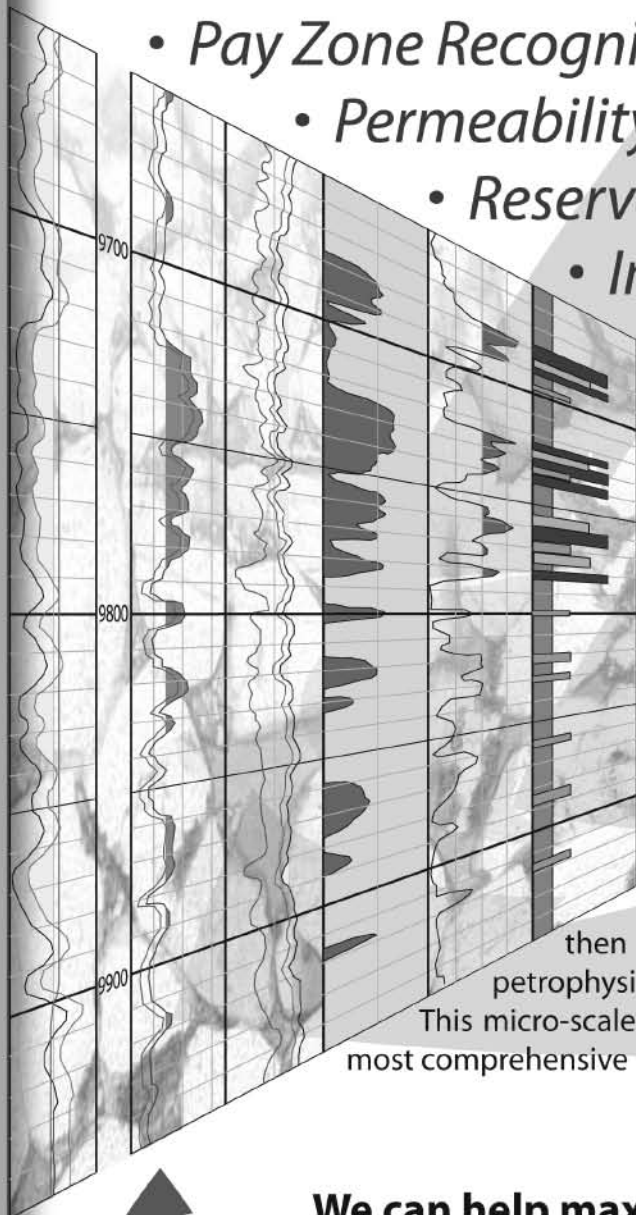 • Pay Zone Recogni
• Permeability
• Reserv
• In
9700
9800
9900
then
petrophysi
This micro-scale
most comprehensive
We can help max